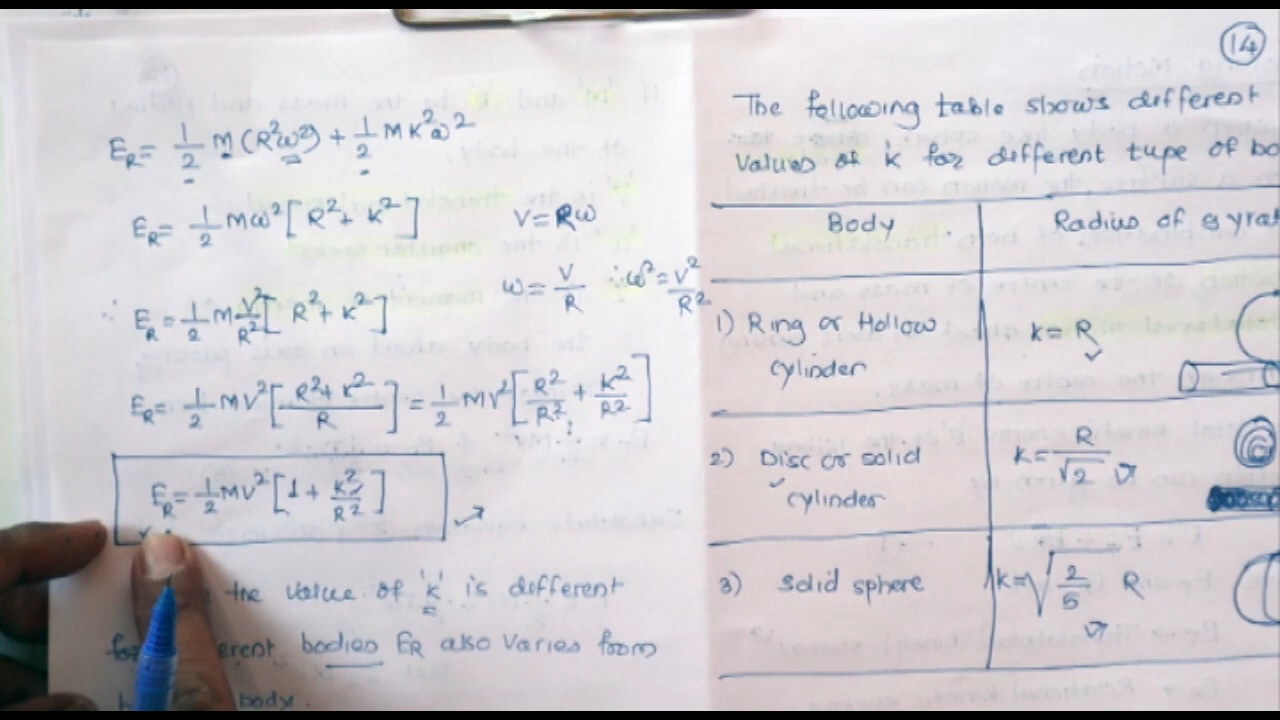 E_R = 1/2 M (R²ω²) + 1/2 MK²ω²
E_R = 1/2 Mω² [R² + K²]
V = Rω
ω = V/R ∴ ω² = V²/R²
∴ E_R = 1/2 M V²/R² [R² + K²]
E_R = 1/2 MV² [(R² + K²)/R] = 1/2 MV² [R²/R² + K²/R²]
E_R = 1/2 MV² [1 + K²/R²]
the value of 'k' is different
bodies E_R also varies from
body.
14
The following table shows different
values of k for different type of
Body Radius of
1) Ring or Hollow cylinder K = R
2) Disc or solid cylinder K = R/√2
3) Solid sphere K = √(2/5) R